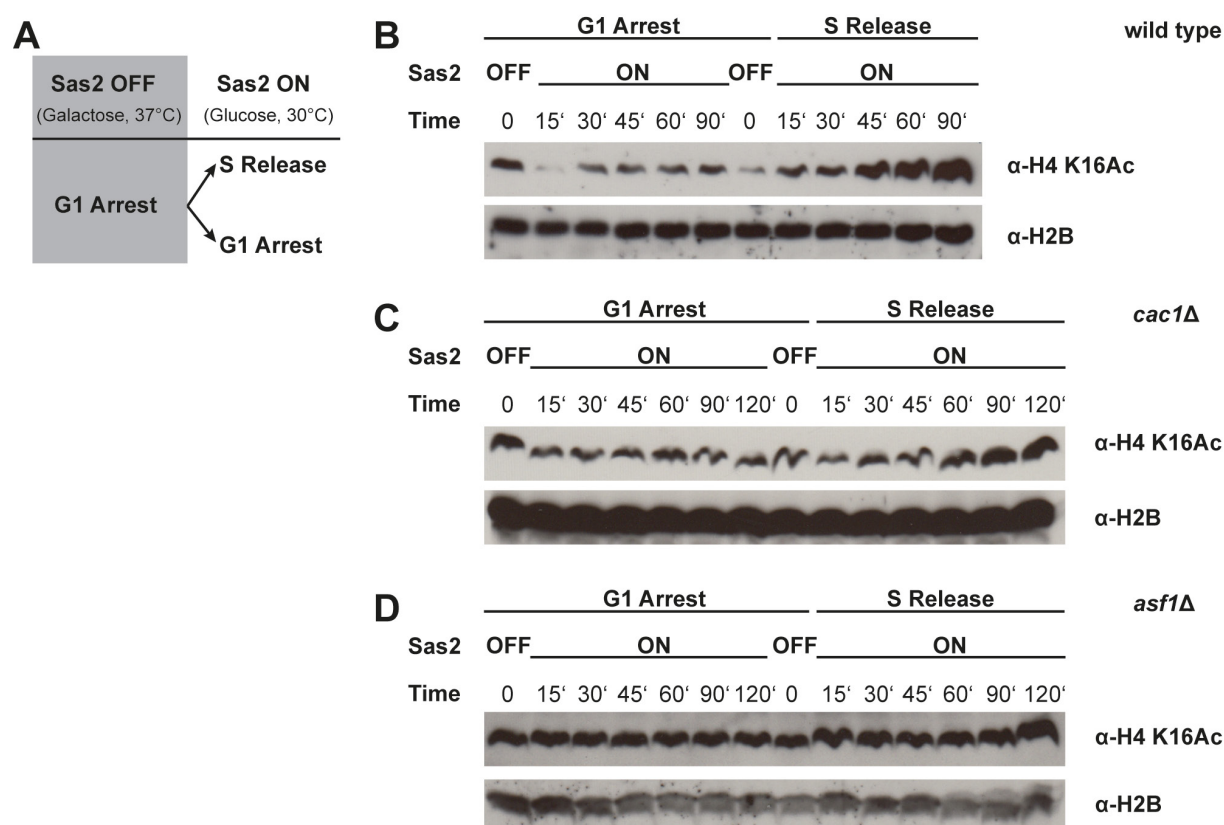 A
Sas2 OFF Sas2 ON
(Galactose, 37°C) (Glucose, 30°C)
S Release
G1 Arrest
G1 Arrest
B
G1 Arrest S Release wild type
Sas2 OFF ON OFF ON
Time 0 15‘ 30‘ 45‘ 60‘ 90‘ 0 15‘ 30‘ 45‘ 60‘ 90‘
α-H4 K16Ac
α-H2B
C
G1 Arrest S Release cac1Δ
Sas2 OFF ON OFF ON
Time 0 15‘ 30‘ 45‘ 60‘ 90‘ 120‘ 0 15‘ 30‘ 45‘ 60‘ 90‘ 120‘
α-H4 K16Ac
α-H2B
D
G1 Arrest S Release asf1Δ
Sas2 OFF ON OFF ON
Time 0 15‘ 30‘ 45‘ 60‘ 90‘ 120‘ 0 15‘ 30‘ 45‘ 60‘ 90‘ 120‘
α-H4 K16Ac
α-H2B